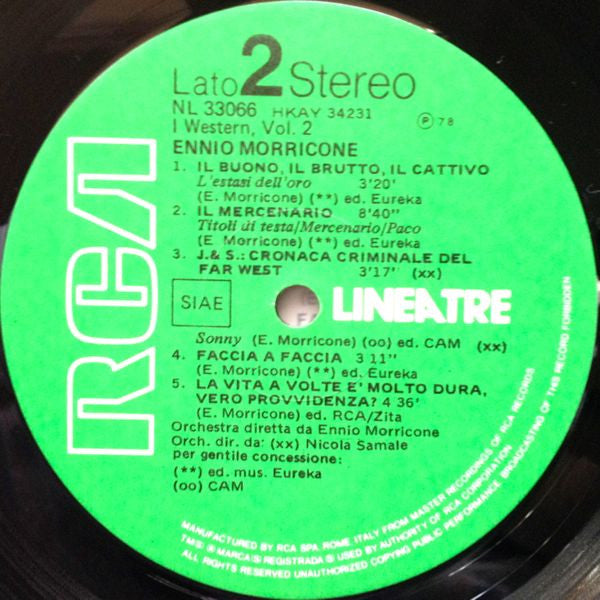 Lato 2 Stereo
NL 33066 HKAY 34231
℗ 78
I Western, Vol. 2
ENNIO MORRICONE
1. IL BUONO, IL BRUTTO, IL CATTIVO
L'estasi dell'oro 3'20'
(E. Morricone) (**) ed. Eureka
2. IL MERCENARIO 8'40"
Titoli di testa/Mercenario/Paco
(E. Morricone) (**) ed. Eureka
3. J.& S.: CRONACA CRIMINALE DEL
FAR WEST 3'17" (xx)
RCA
SIAE
LINEATRE
Sonny (E. Morricone) (oo) ed. CAM (xx)
4. FACCIA A FACCIA 3 11"
(E. Morricone) (**) ed. Eureka
5. LA VITA A VOLTE E' MOLTO DURA,
VERO PROVVIDENZA? 4 36'
(E. Morricone) ed. RCA/Zita
Orchestra diretta da Ennio Morricone
Orch. dir. da: (xx) Nicola Samale
per gentile concessione:
(**) ed. mus. Eureka
(oo) CAM
MANUFACTURED BY RCA SPA, ROME, ITALY, FROM MASTER RECORDINGS OF RCA RECORDS
TMS ® MARCA(S) REGISTRADA(S) USED BY AUTHORITY OF RCA CORPORATION
ALL RIGHTS RESERVED UNAUTHORIZED COPYING PUBLIC PERFORMANCE BROADCASTING OF THIS RECORD FORBIDDEN